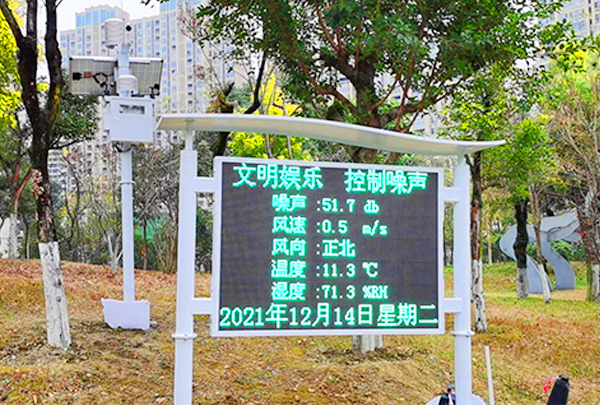 文明娱乐 控制噪声
噪声:51.7 db
风速:0.5 m/s
风向:正北
温度:11.3 ℃
湿度:71.3 %RH
2021年12月14日星期二